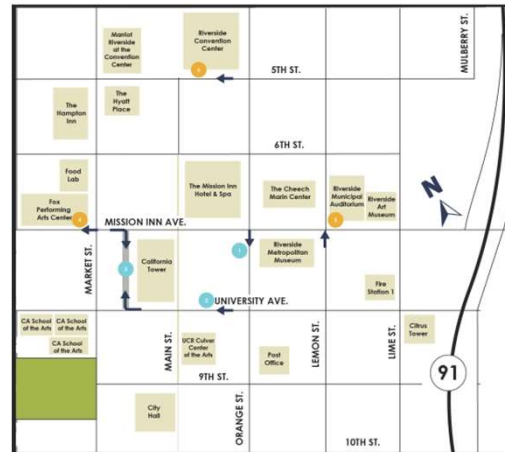 Marriot
Riverside
at the
Convention
Center
Riverside
Convention
Center
MULBERRY ST.
5TH ST.
The
Hyatt
Place
The
Hampton
Inn
6TH ST.
Food
Lab
The Mission Inn
Hotel & Spa
The Cheech
Marin Center
Riverside
Municipal
Auditorium
Riverside
Art
Museum
N
Fox
Performing
Arts Center
MISSION INN AVE.
MARKET ST.
California
Tower
Riverside
Metropolitan
Museum
Fire
Station 1
UNIVERSITY AVE.
CA School
of the Arts
CA School
of the Arts
CA School
of the Arts
MAIN ST.
UCR Culver
Center
of the Arts
Post
Office
LEMON ST.
LIME ST.
Citrus
Tower
91
9TH ST.
City
Hall
ORANGE ST.
10TH ST.